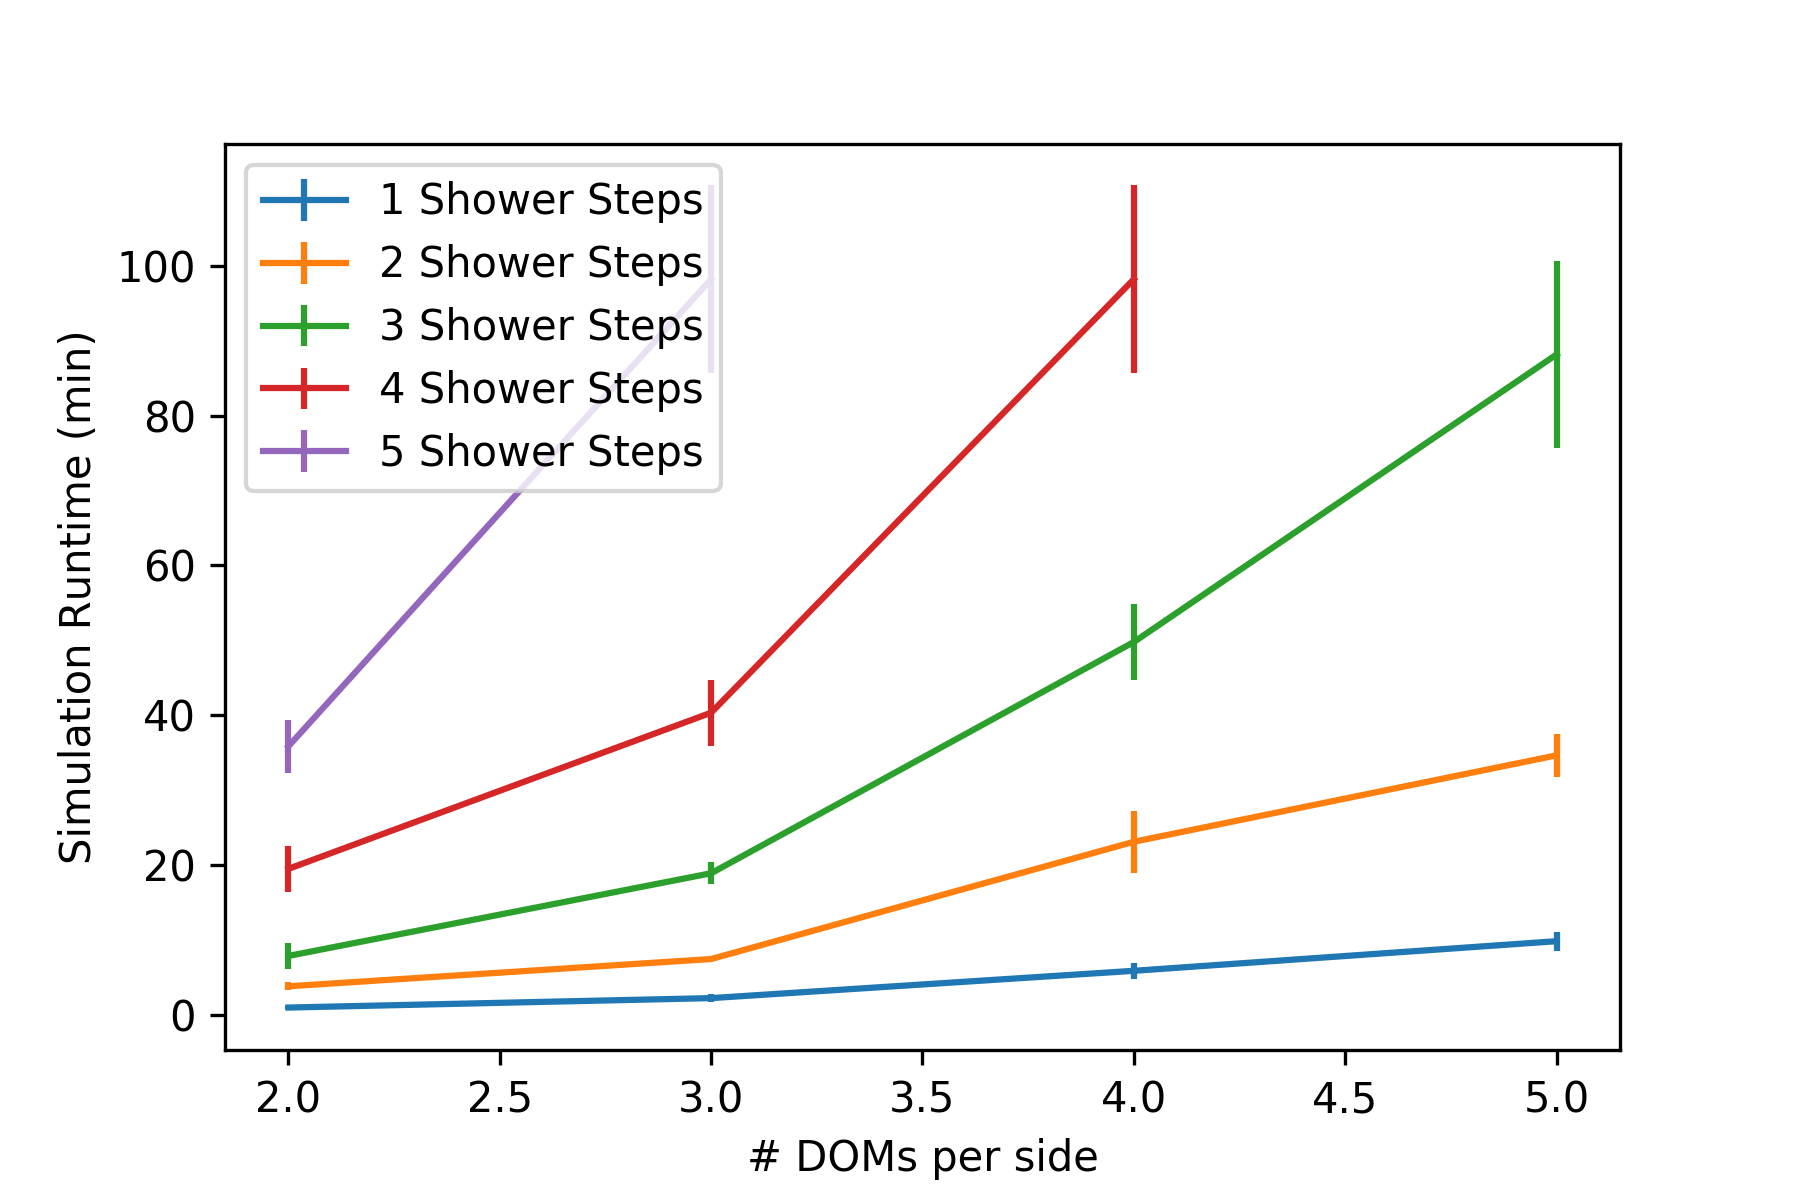 1 Shower Steps
2 Shower Steps
3 Shower Steps
4 Shower Steps
5 Shower Steps
Simulation Runtime (min)
100
80
60
40
20
0
2.0 2.5 3.0 3.5 4.0 4.5 5.0
# DOMs per side